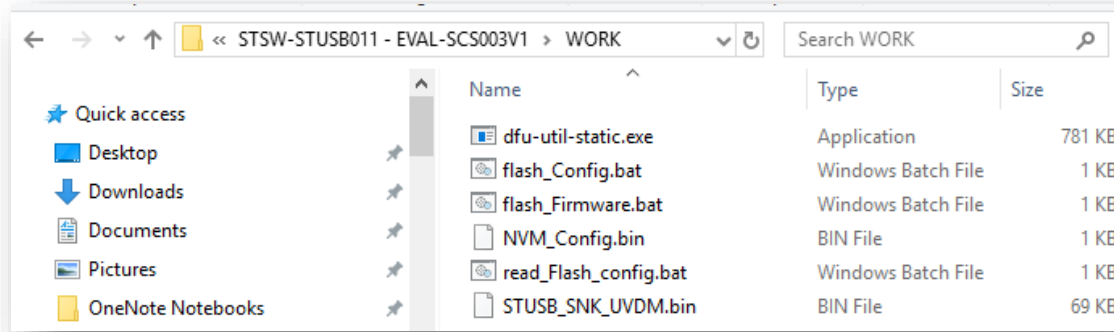 « STSW-STUSB011 - EVAL-SCS003V1 > WORK
Search WORK
Quick access
Desktop
Downloads
Documents
Pictures
OneNote Notebooks
Name Type Size
dfu-util-static.exe Application 781 KB
flash_Config.bat Windows Batch File 1 KB
flash_Firmware.bat Windows Batch File 1 KB
NVM_Config.bin BIN File 1 KB
read_Flash_config.bat Windows Batch File 1 KB
STUSB_SNK_UVDM.bin BIN File 69 KB